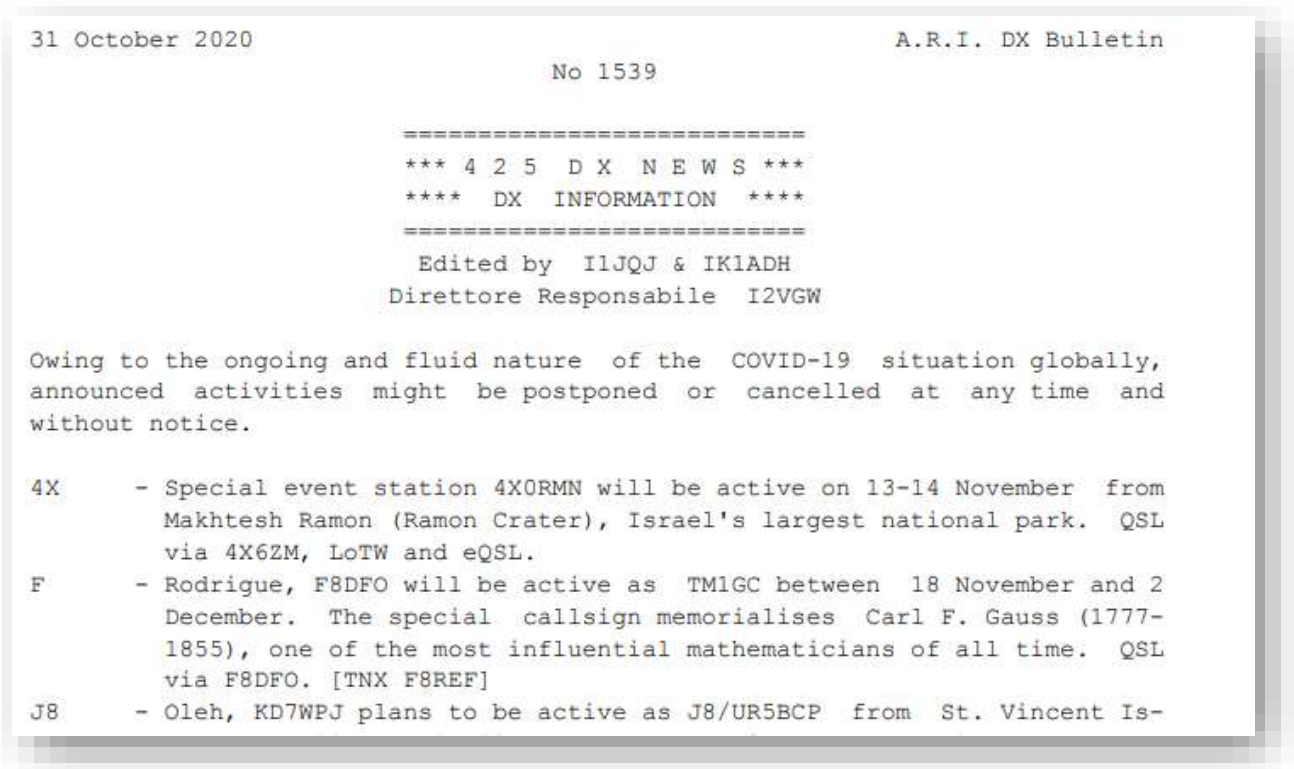 31 October 2020 A.R.I. DX Bulletin
No 1539
===========================
*** 4 2 5 D X N E W S ***
**** DX INFORMATION ****
===========================
Edited by I1JQJ & IK1ADH
Direttore Responsabile I2VGW
Owing to the ongoing and fluid nature of the COVID-19 situation globally,
announced activities might be postponed or cancelled at any time and
without notice.
4X - Special event station 4X0RMN will be active on 13-14 November from
Makhtesh Ramon (Ramon Crater), Israel's largest national park. QSL
via 4X6ZM, LoTW and eQSL.
F - Rodrigue, F8DFO will be active as TM1GC between 18 November and 2
December. The special callsign memorialises Carl F. Gauss (1777-
1855), one of the most influential mathematicians of all time. QSL
via F8DFO. [TNX F8REF]
J8 - Oleh, KD7WPJ plans to be active as J8/UR5BCP from St. Vincent Is-